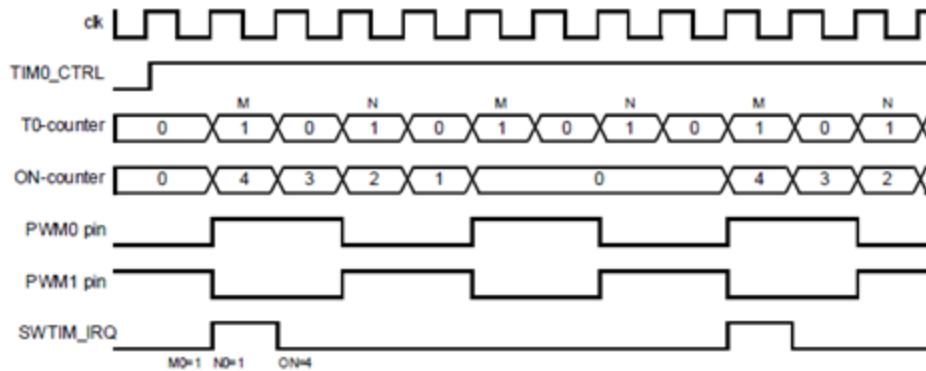 clk
TIM0_CTRL
M N M N M N
T0-counter 0 1 0 1 0 1 0 1 0 1 0 1
ON-counter 0 4 3 2 1 0 4 3 2
PWM0 pin
PWM1 pin
SWTIM_IRQ
M0=1 N0=1 ON=4